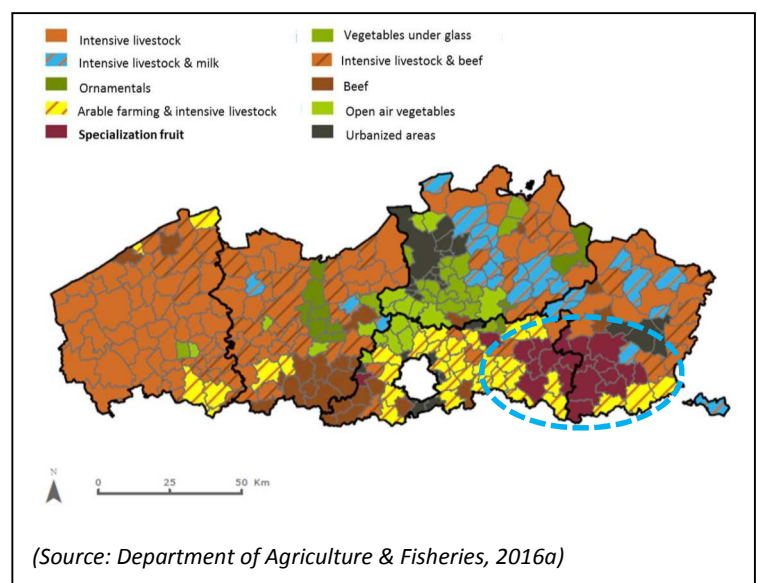 Intensive livestock
Intensive livestock & milk
Ornamentals
Arable farming & intensive livestock
Specialization fruit
Vegetables under glass
Intensive livestock & beef
Beef
Open air vegetables
Urbanized areas
N
0 25 50 Km
(Source: Department of Agriculture & Fisheries, 2016a)